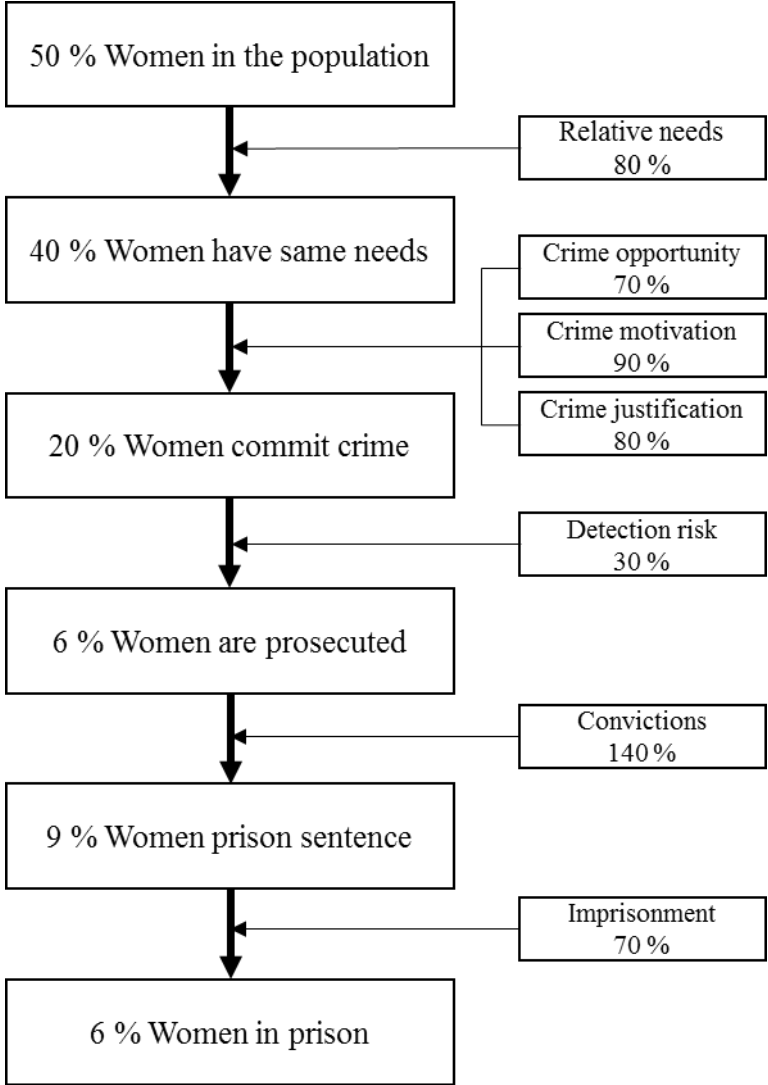 50 % Women in the population
Relative needs
80 %
40 % Women have same needs
Crime opportunity
70 %
Crime motivation
90 %
Crime justification
80 %
20 % Women commit crime
Detection risk
30 %
6 % Women are prosecuted
Convictions
140 %
9 % Women prison sentence
Imprisonment
70 %
6 % Women in prison